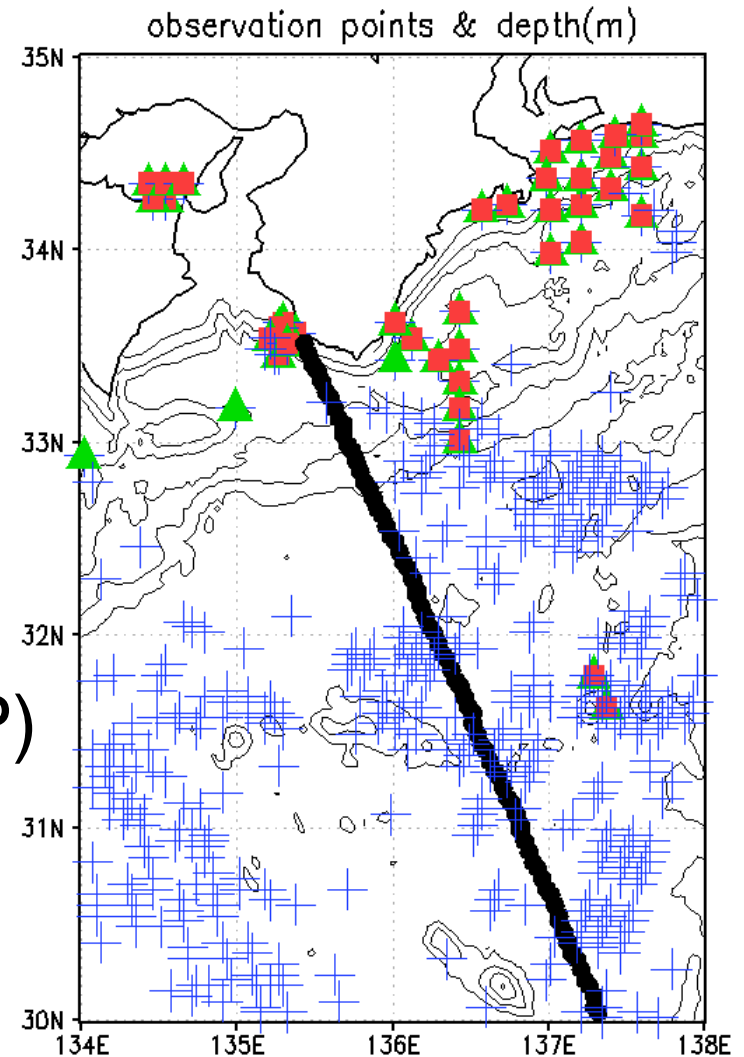 observation points & depth(m)
35N
34N
33N
32N
?)
31N
30N
134E 135E 136E 137E 138E